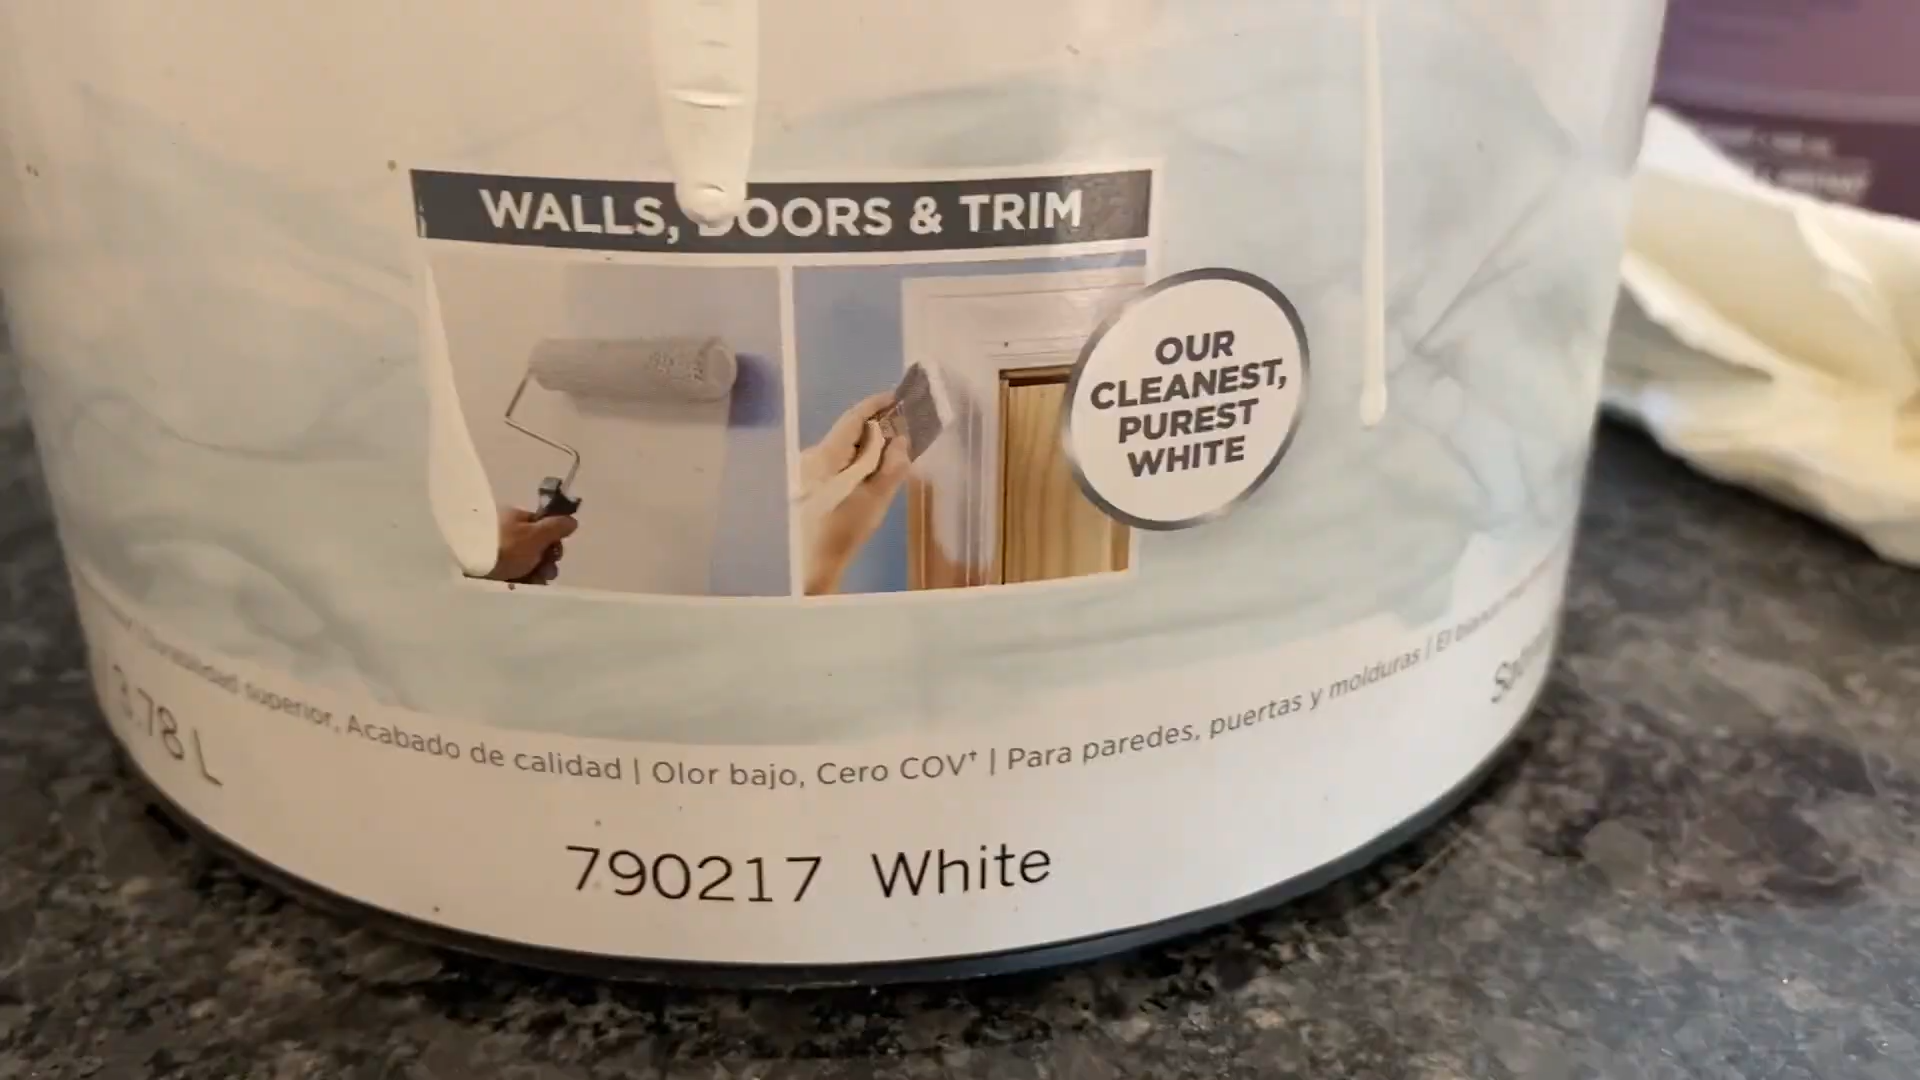 WALLS, DOORS & TRIM
OUR
CLEANEST,
PUREST
WHITE
superior, Acabado de calidad | Olor bajo, Cero COV† | Para paredes, puertas y molduras | El
3.78 L
790217 White